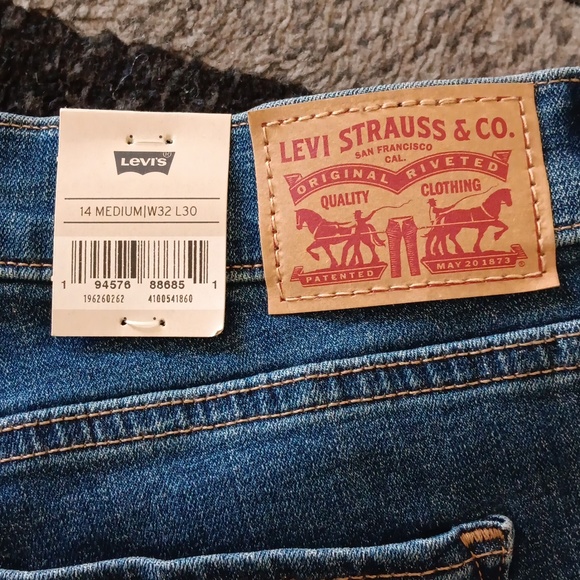 LEVI'S®
14 MEDIUM|W32 L30
1 94576 88685 1
196260262 4180541860
LEVI STRAUSS & CO.
SAN FRANCISCO
CAL.
ORIGINAL RIVETED
QUALITY CLOTHING
PATENTED MAY 20 1873 ®